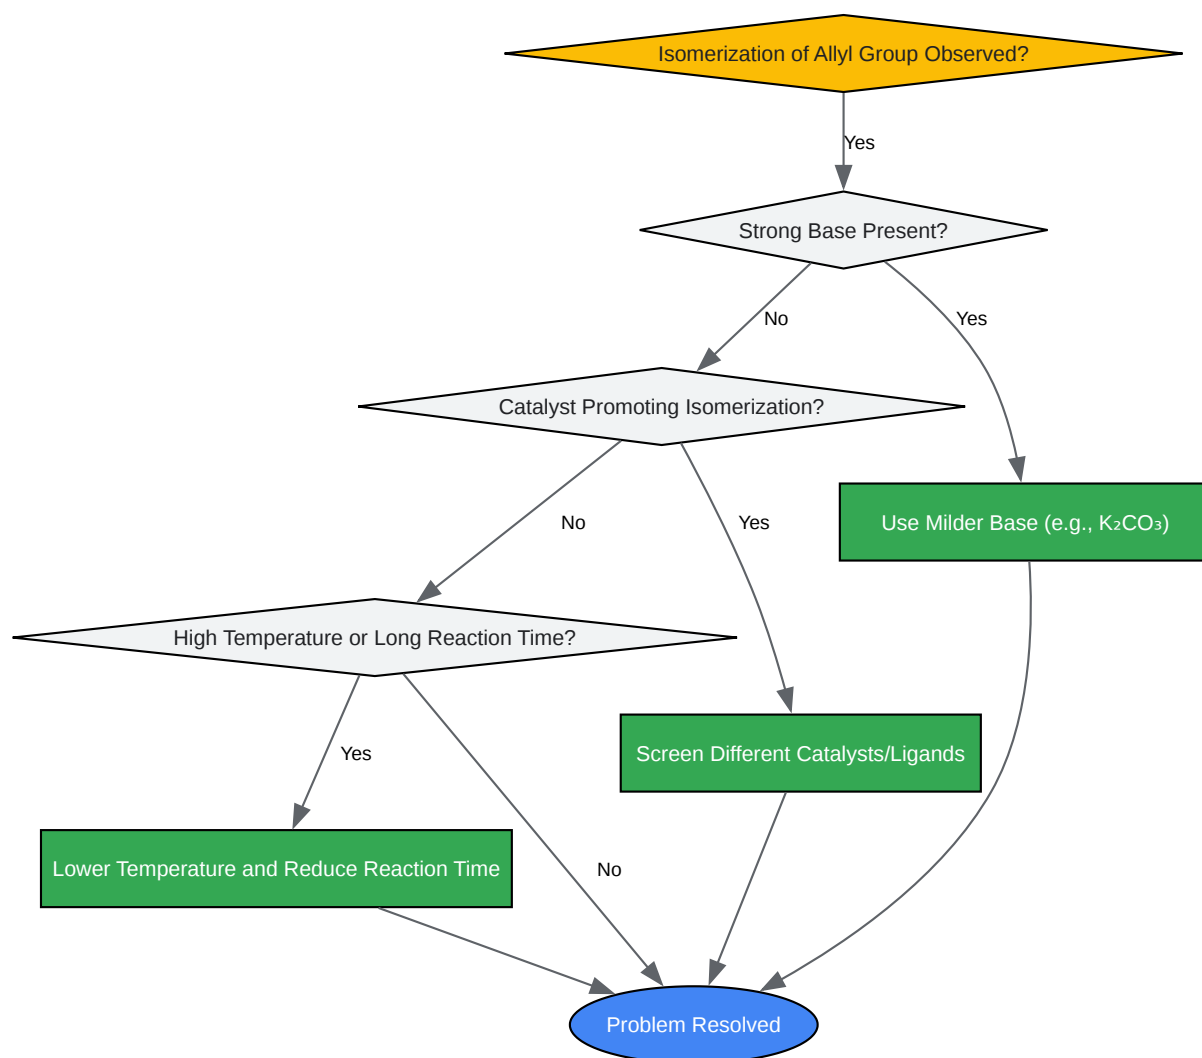 Isomerization of Allyl Group Observed?
Yes
Strong Base Present?
No
Yes
Catalyst Promoting Isomerization?
Use Milder Base (e.g., K₂CO₃)
No
Yes
High Temperature or Long Reaction Time?
Screen Different Catalysts/Ligands
Yes
Lower Temperature and Reduce Reaction Time
No
Problem Resolved